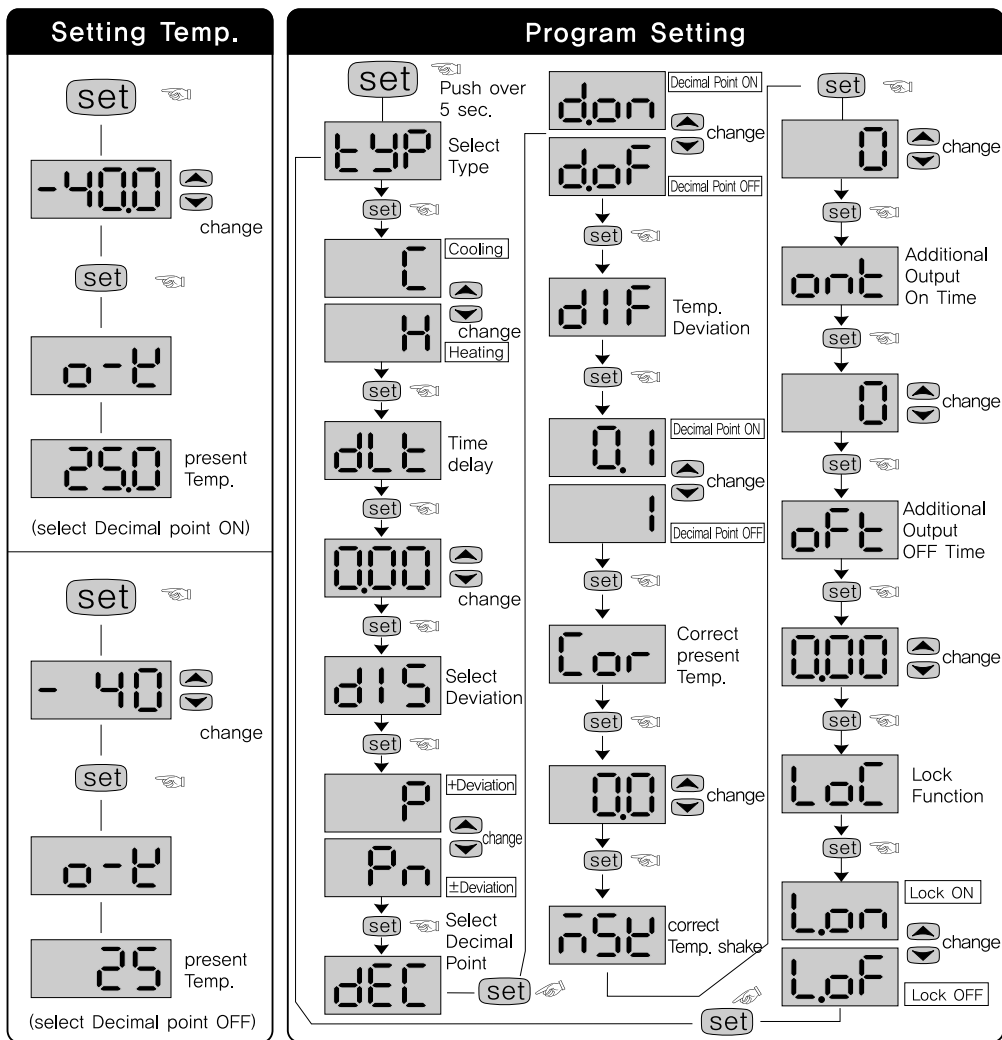 Setting Temp.
set
-40.0
change
set
o-k
25.0
present
Temp.
(select Decimal point ON)
set
- 40
change
set
o-k
25
present
Temp.
(select Decimal point OFF)
Program Setting
set
Push over
5 sec.
tyP
Select
Type
set
C
Cooling
H
change
Heating
set
dLt
Time
delay
set
0.00
change
set
dIS
Select
Deviation
set
P
+Deviation
change
Pn
±Deviation
set
Select
Decimal
Point
dEC
set
d.on
Decimal Point ON
change
d.oF
Decimal Point OFF
set
dIF
Temp.
Deviation
set
0.1
Decimal Point ON
change
1
Decimal Point OFF
set
Cor
Correct
present
Temp.
set
0.0
change
set
nSk
correct
Temp. shake
set
0
change
set
ont
Additional
Output
On Time
set
0
change
set
oFt
Additional
Output
OFF Time
set
0.00
change
set
LoC
Lock
Function
set
L.on
Lock ON
change
L.oF
Lock OFF
set